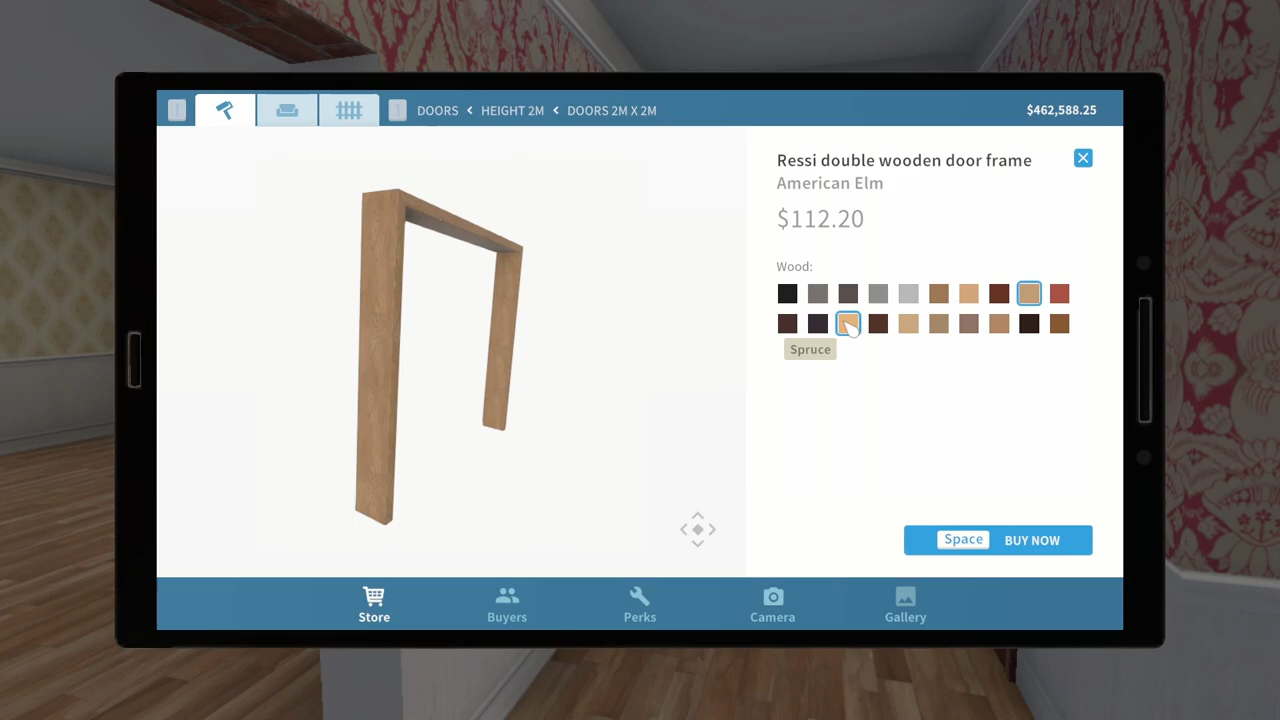 DOORS < HEIGHT 2M < DOORS 2M X 2M
$462,588.25
Ressi double wooden door frame
American Elm
$112.20
Wood:
Spruce
Space BUY NOW
Store
Buyers
Perks
Camera
Gallery